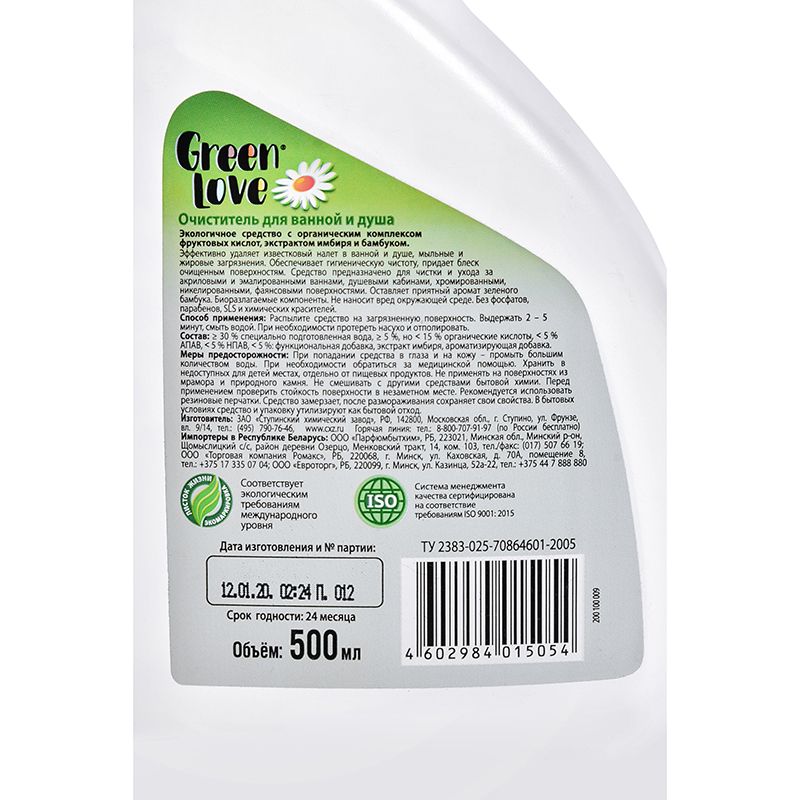 Green®
Love
Очиститель для ванной и душа
Экологичное средство с органическим комплексом
фруктовых кислот, экстрактом имбиря и бамбуком.
Эффективно удаляет известковый налет в ванной и душе, мыльные и
жировые загрязнения. Обеспечивает гигиеническую чистоту, придает блеск
очищенным поверхностям. Средство предназначено для чистки и ухода за
акриловыми и эмалированными ваннами, душевыми кабинами, хромированными,
никелированными, фаянсовыми поверхностями. Оставляет приятный аромат зеленого
бамбука. Биоразлагаемые компоненты. Не наносит вред окружающей среде. Без фосфатов,
парабенов, SLS и химических красителей.
Способ применения: Распылите средство на загрязненную поверхность. Выдержать 2 – 5
минут, смыть водой. При необходимости протереть насухо и отполировать.
Состав: ≥ 30 % специально подготовленная вода, ≥ 5 %, но < 15 % органические кислоты, < 5 %
АПАВ, < 5 % НПАВ, < 5 %: функциональная добавка, экстракт имбиря, ароматизирующая добавка.
Меры предосторожности: При попадании средства в глаза и на кожу – промыть большим
количеством воды. При необходимости обратиться за медицинской помощью. Хранить в
недоступных для детей местах, отдельно от пищевых продуктов. Не применять на поверхностях из
мрамора и природного камня. Не смешивать с другими средствами бытовой химии. Перед
применением проверить стойкость поверхности в незаметном месте. Рекомендуется использовать
резиновые перчатки. Средство замерзает, после размораживания сохраняет свои свойства. В бытовых
условиях средство и упаковку утилизируют как бытовой отход.
Изготовитель: ЗАО «Ступинский химический завод», РФ, 142800, Московская обл., г. Ступино, ул. Фрунзе,
вл. 9/14, тел.: (495) 790-76-46, www.cxz.ru Горячая линия: тел.: 8-800-707-91-97 (по России бесплатно)
Импортеры в Республике Беларусь: ООО «Парфюмбытхим», РБ, 223021, Минская обл., Минский р-он,
Щомыслицкий с/с, район деревни Озерцо, Менковский тракт, 14, ком. 103, тел./факс: (017) 507 66 19;
ООО «Торговая компания Ромакс», РБ, 220068, г. Минск, ул. Каховская, д. 70А, помещение 8,
тел.: +375 17 335 07 04; ООО «Евроторг», РБ, 220099, г. Минск, ул. Казинца, 52а-22, тел.: +375 44 7 888 880
ЛИСТОК ЖИЗНИ
ЭКОМАРКИРОВКА
Соответствует
экологическим
требованиям
международного
уровня
ISO
Система менеджмента
качества сертифицирована
на соответствие
требованиям ISO 9001: 2015
Дата изготовления и № партии:
12.01.20. 02:24 П. 012
Срок годности: 24 месяца
Объём: 500 мл
ТУ 2383-025-70864601-2005
4 602984 015054
200 100 009